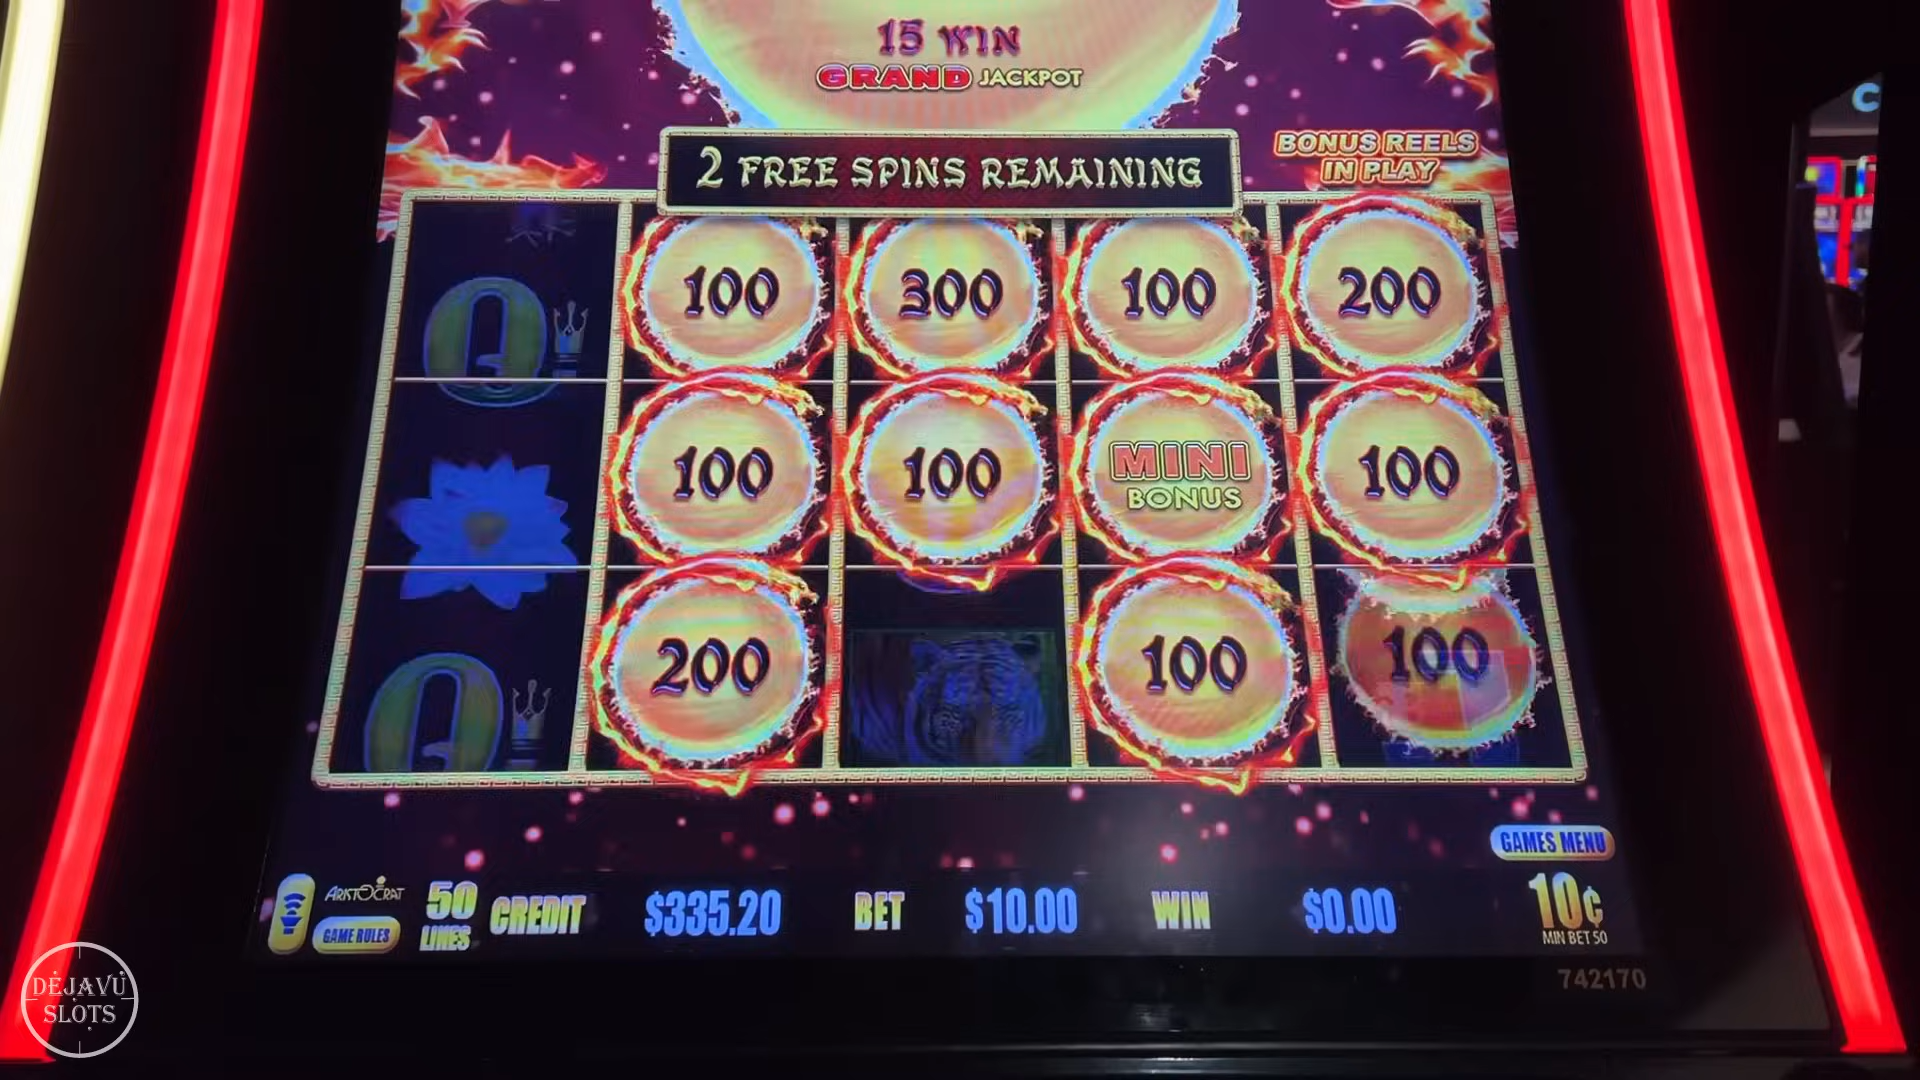 15 WIN
GRAND JACKPOT
2 FREE SPINS REMAINING
BONUS REELS
IN PLAY
C
100
300
100
200
Q
100
100
MINI
BONUS
100
200
100
100
Q
GAMES MENU
ARISTOCRAT
GAME RULES
50
LINES
CREDIT
$335.20
BET
$10.00
WIN
$0.00
10¢
MIN BET 50
742170
DEJAVU
SLOTS